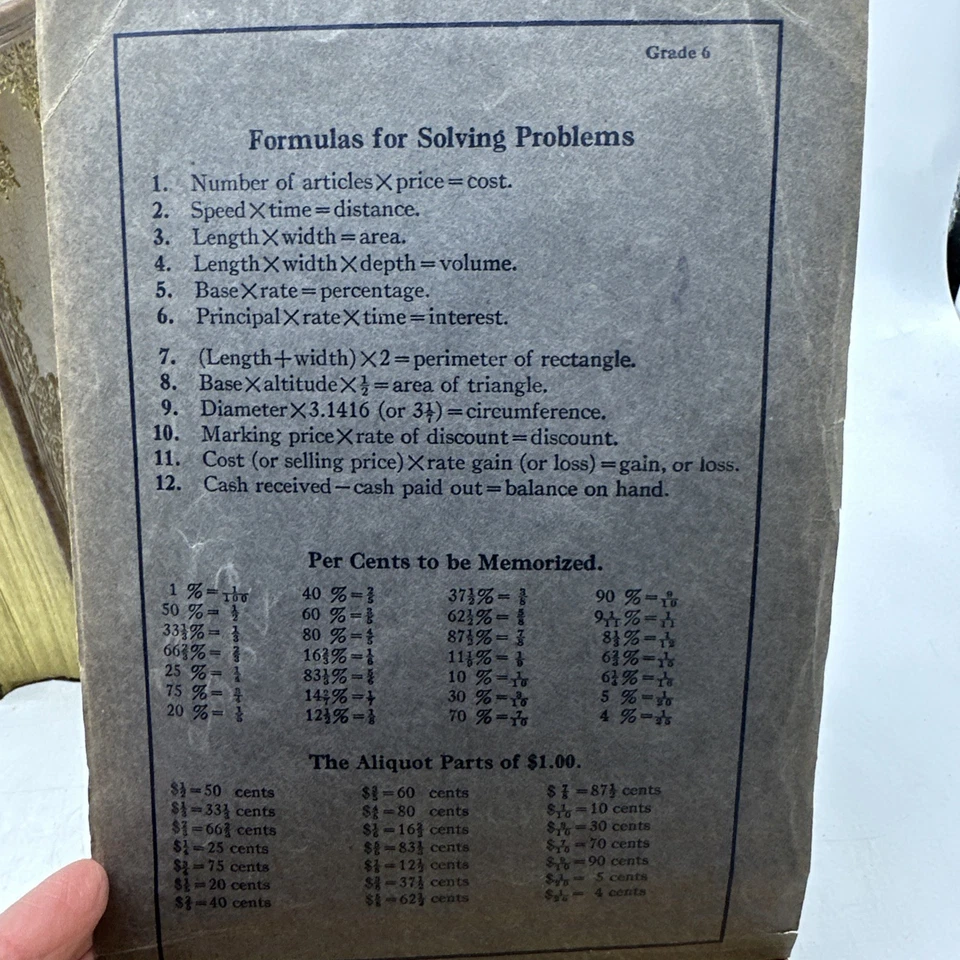 Grade 6
Formulas for Solving Problems
1. Number of articles×price=cost.
2. Speed×time=distance.
3. Length×width=area.
4. Length×width×depth=volume.
5. Base×rate=percentage.
6. Principal×rate×time=interest.
7. (Length+width)×2=perimeter of rectangle.
8. Base×altitude×½=area of triangle.
9. Diameter×3.1416 (or 3 1/7)=circumference.
10. Marking price×rate of discount=discount.
11. Cost (or selling price)×rate gain (or loss)=gain, or loss.
12. Cash received—cash paid out=balance on hand.
Per Cents to be Memorized.
1 %=1/100 40 %=2/5 37½%=3/8 90 %=9/10
50 %=1/2 60 %=3/5 62½%=5/8 9 1/11 %=1/11
33⅓%=1/3 80 %=4/5 87½%=7/8 8⅓%=1/12
66⅔%=2/3 16⅔%=1/6 11 1/9%=1/9 6⅔%=1/15
25 %=1/4 83⅓%=5/6 10 %=1/10 6¼%=1/16
75 %=3/4 14 2/7%=1/7 30 %=3/10 5 %=1/20
20 %=1/5 12½%=1/8 70 %=7/10 4 %=1/25
The Aliquot Parts of $1.00.
$½=50 cents $3/5=60 cents $7/8=87½ cents
$⅓=33⅓ cents $4/5=80 cents $1/10=10 cents
$⅔=66⅔ cents $1/6=16⅔ cents $3/10=30 cents
$¼=25 cents $5/6=83⅓ cents $7/10=70 cents
$¾=75 cents $1/8=12½ cents $9/10=90 cents
$1/5=20 cents $3/8=37½ cents $1/20= 5 cents
$2/5=40 cents $5/8=62½ cents $1/25= 4 cents